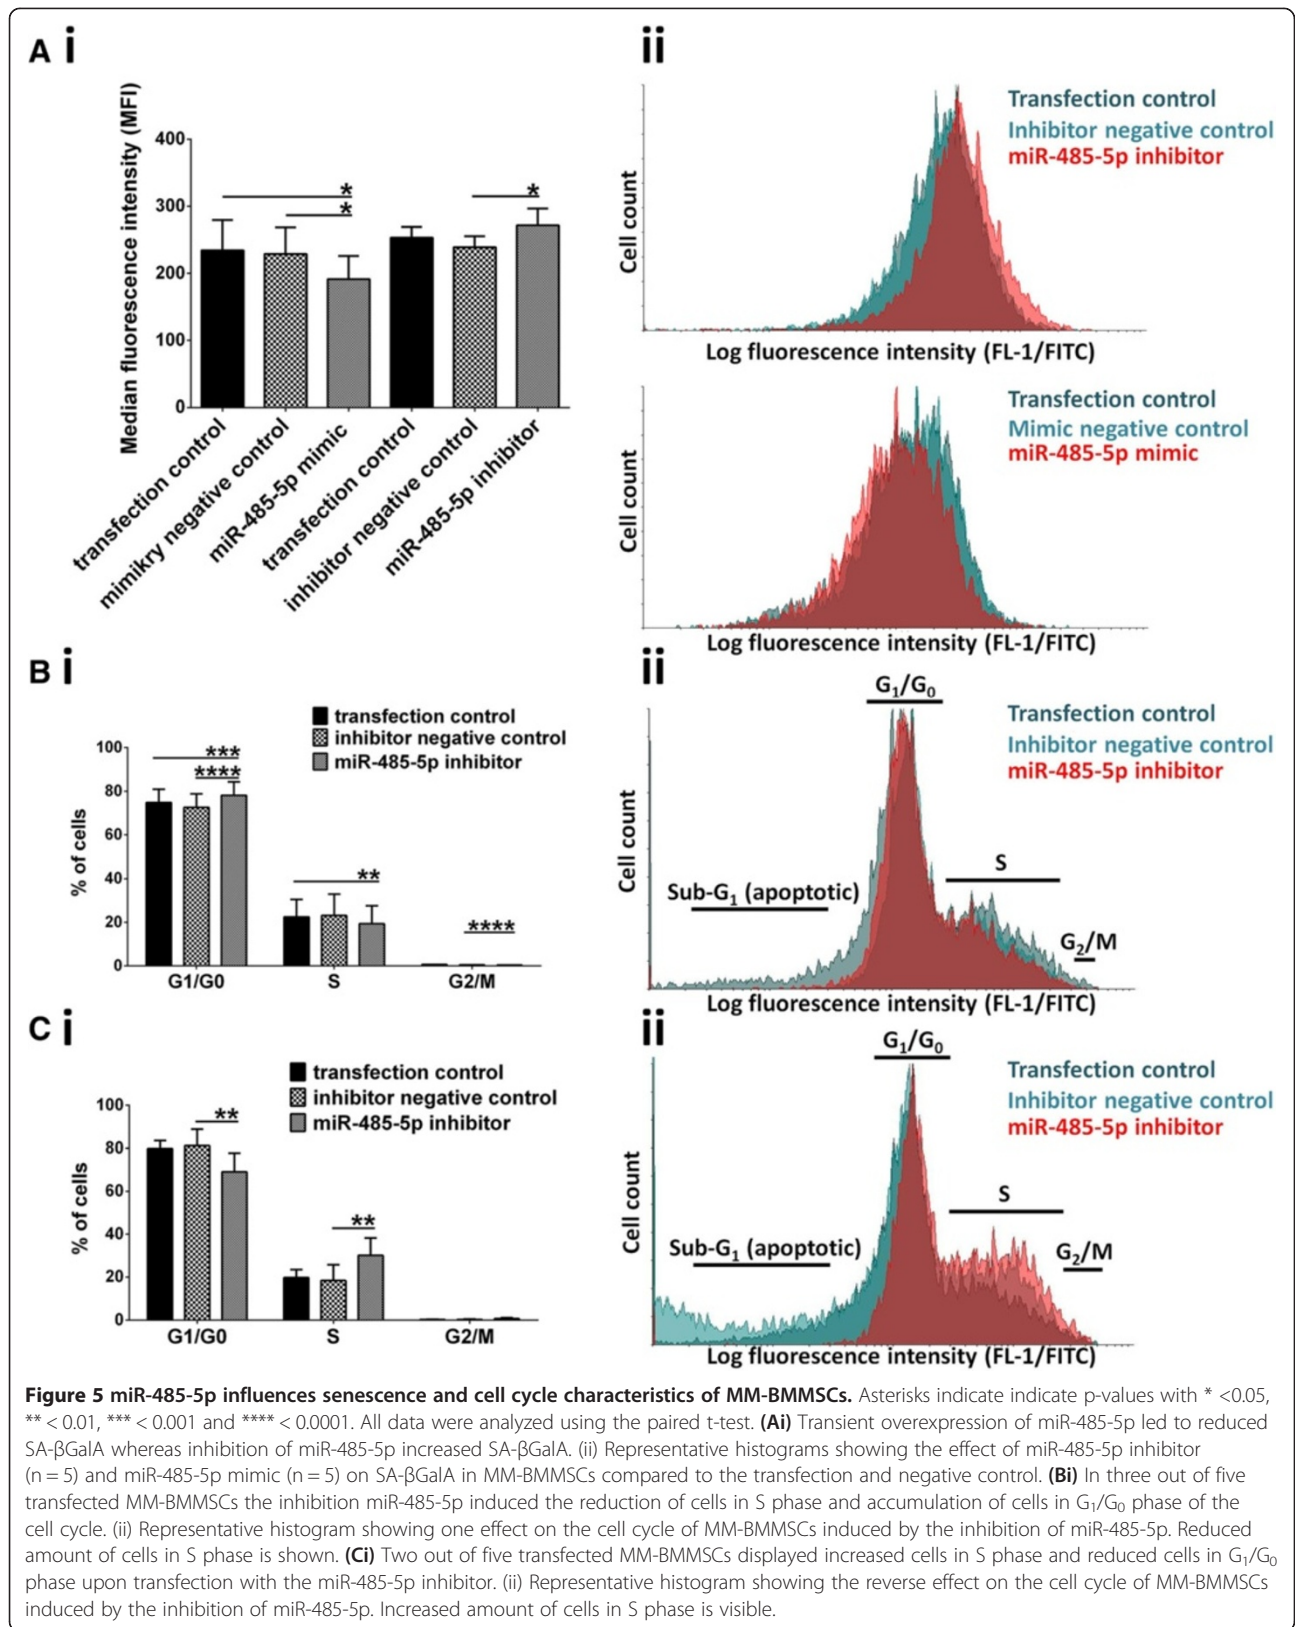 A i
Median fluorescence intensity (MFI)
400
300
200
100
0
*
*
*
transfection control
mimikry negative control
miR-485-5p mimic
transfection control
inhibitor negative control
miR-485-5p inhibitor
ii
Transfection control
Inhibitor negative control
miR-485-5p inhibitor
Cell count
Log fluorescence intensity (FL-1/FITC)
Transfection control
Mimic negative control
miR-485-5p mimic
Cell count
Log fluorescence intensity (FL-1/FITC)
B i
transfection control
inhibitor negative control
miR-485-5p inhibitor
% of cells
100
80
60
40
20
0
***
****
**
****
G1/G0
S
G2/M
ii
G1/G0
Transfection control
Inhibitor negative control
miR-485-5p inhibitor
Cell count
Sub-G1 (apoptotic)
S
G2/M
Log fluorescence intensity (FL-1/FITC)
C i
transfection control
inhibitor negative control
miR-485-5p inhibitor
% of cells
100
80
60
40
20
0
**
**
G1/G0
S
G2/M
ii
G1/G0
Transfection control
Inhibitor negative control
miR-485-5p inhibitor
Cell count
Sub-G1 (apoptotic)
S
G2/M
Log fluorescence intensity (FL-1/FITC)
Figure 5 miR-485-5p influences senescence and cell cycle characteristics of MM-BMMSCs. Asterisks indicate indicate p-values with * <0.05,
** < 0.01, *** < 0.001 and **** < 0.0001. All data were analyzed using the paired t-test. (Ai) Transient overexpression of miR-485-5p led to reduced
SA-βGalA whereas inhibition of miR-485-5p increased SA-βGalA. (ii) Representative histograms showing the effect of miR-485-5p inhibitor
(n = 5) and miR-485-5p mimic (n = 5) on SA-βGalA in MM-BMMSCs compared to the transfection and negative control. (Bi) In three out of five
transfected MM-BMMSCs the inhibition miR-485-5p induced the reduction of cells in S phase and accumulation of cells in G1/G0 phase of the
cell cycle. (ii) Representative histogram showing one effect on the cell cycle of MM-BMMSCs induced by the inhibition of miR-485-5p. Reduced
amount of cells in S phase is shown. (Ci) Two out of five transfected MM-BMMSCs displayed increased cells in S phase and reduced cells in G1/G0
phase upon transfection with the miR-485-5p inhibitor. (ii) Representative histogram showing the reverse effect on the cell cycle of MM-BMMSCs
induced by the inhibition of miR-485-5p. Increased amount of cells in S phase is visible.